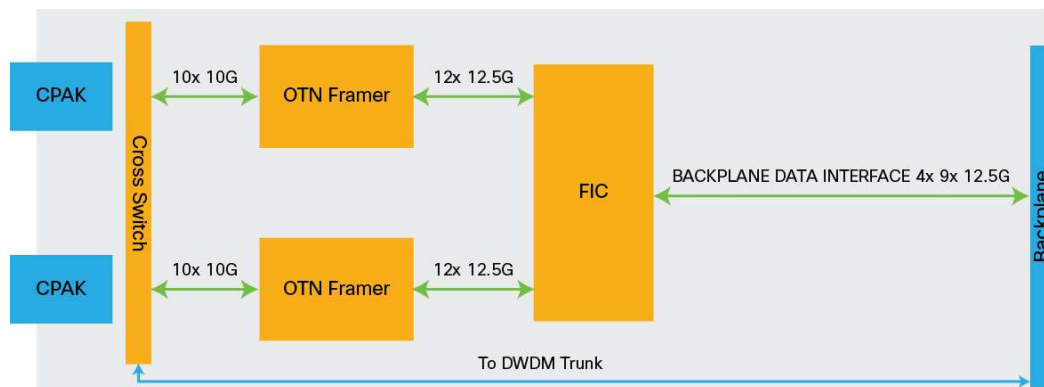 10x 10G
12x 12.5G
CPAK
OTN Framer
Cross Switch
FIC
BACKPLANE DATA INTERFACE 4x 9x 12.5G
Backplane
10x 10G
12x 12.5G
CPAK
OTN Framer
To DWDM Trunk